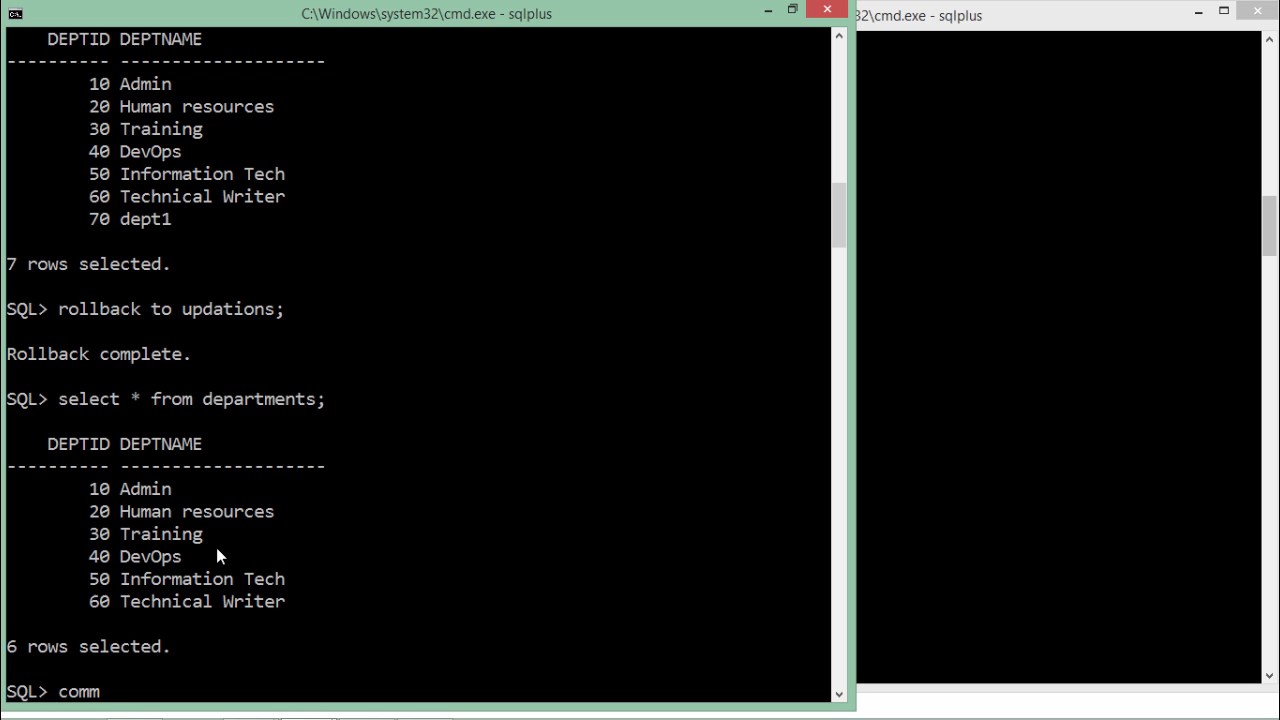 C:\Windows\system32\cmd.exe - sqlplus
32\cmd.exe - sqlplus
DEPTID DEPTNAME
---------- --------------------
10 Admin
20 Human resources
30 Training
40 DevOps
50 Information Tech
60 Technical Writer
70 dept1
7 rows selected.
SQL> rollback to updations;
Rollback complete.
SQL> select * from departments;
DEPTID DEPTNAME
---------- --------------------
10 Admin
20 Human resources
30 Training
40 DevOps
50 Information Tech
60 Technical Writer
6 rows selected.
SQL> comm